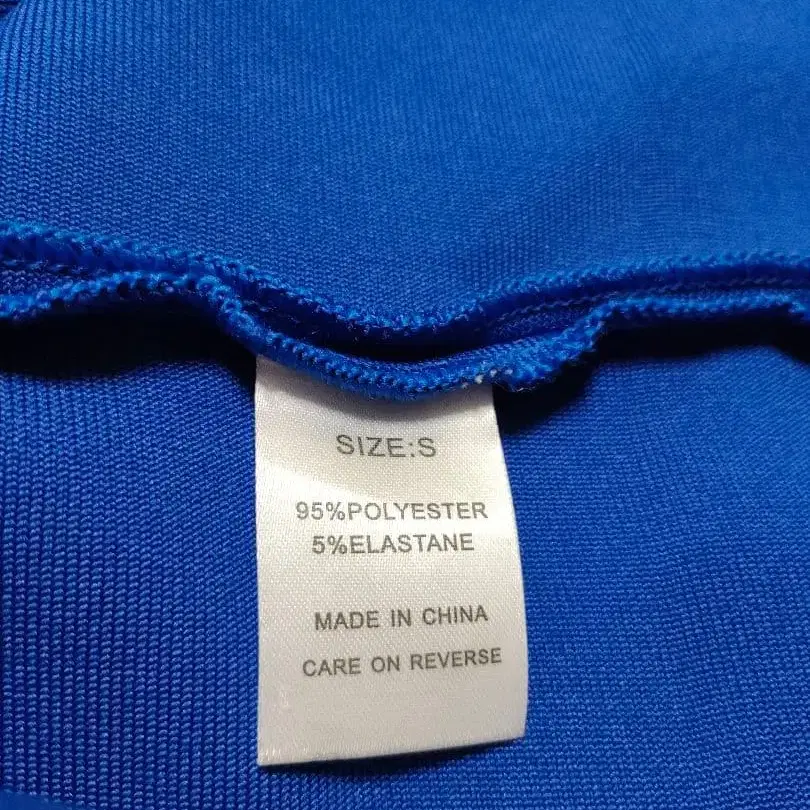 SIZE:S
95%POLYESTER
5%ELASTANE
MADE IN CHINA
CARE ON REVERSE